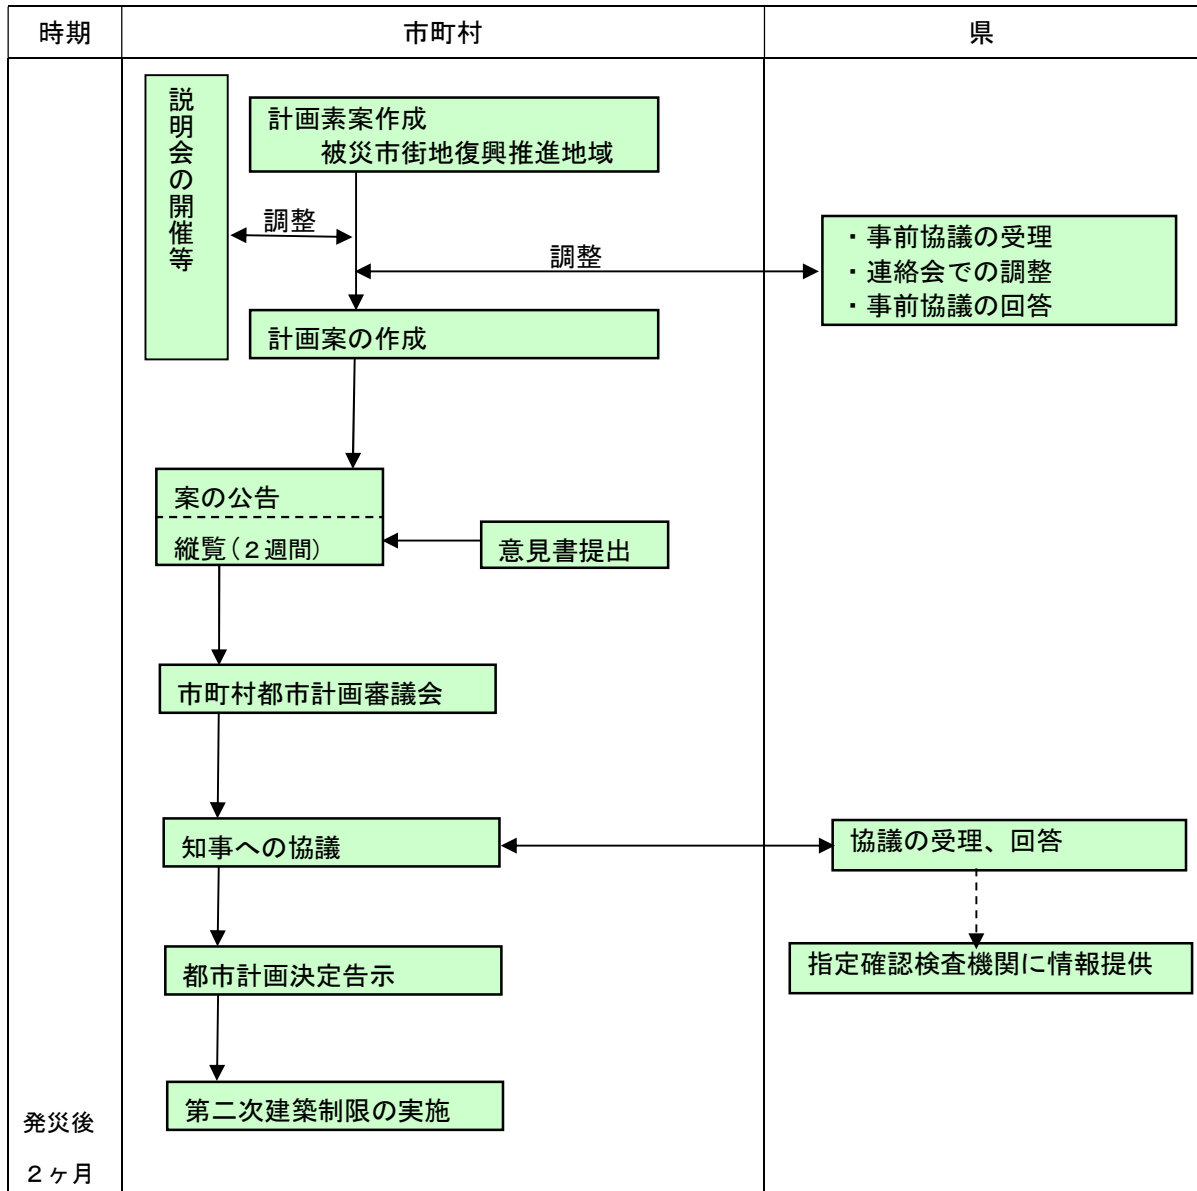 時期
市町村
県
説明会の開催等
計画素案作成
被災市街地復興推進地域
調整
調整
・事前協議の受理
・連絡会での調整
・事前協議の回答
計画案の作成
案の公告
縦覧(2週間)
意見書提出
市町村都市計画審議会
知事への協議
協議の受理、回答
都市計画決定告示
指定確認検査機関に情報提供
第二次建築制限の実施
発災後
2ヶ月